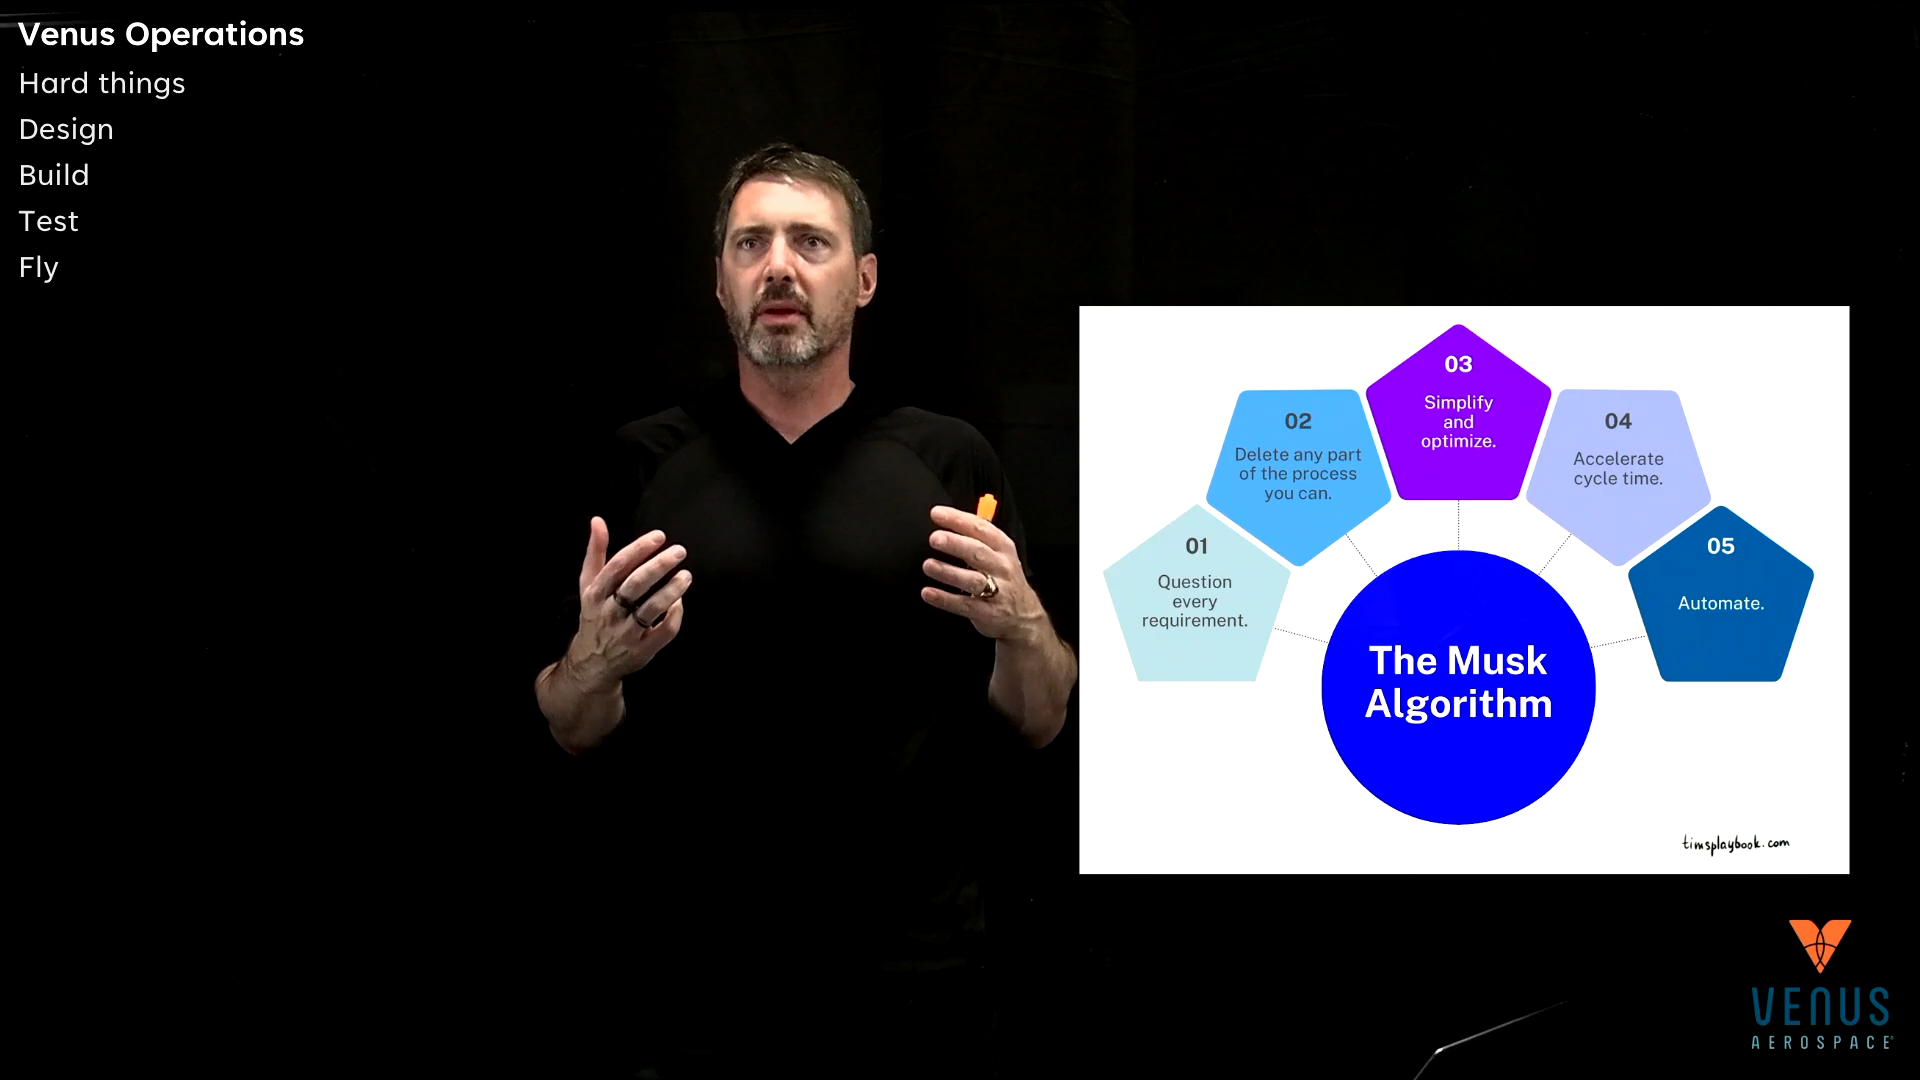 Venus Operations
Hard things
Design
Build
Test
Fly
01
Question
every
requirement.
02
Delete any part
of the process
you can.
03
Simplify
and
optimize.
04
Accelerate
cycle time.
05
Automate.
The Musk
Algorithm
timsplaybook.com
VENUS
AEROSPACE